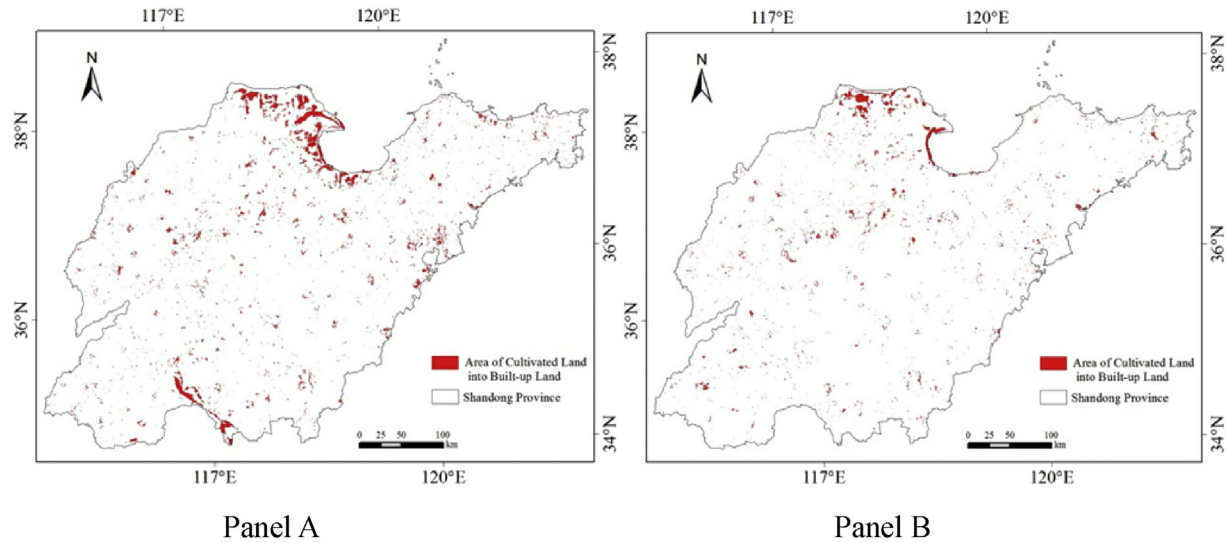 117°E 120°E
38°N
N
38°N
36°N
36°N
Area of Cultivated Land
into Built-up Land
Shandong Province
0 25 50 100
km
34°N
117°E 120°E
Panel A
117°E 120°E
38°N
N
38°N
36°N
36°N
Area of Cultivated Land
into Built-up Land
Shandong Province
0 25 50 100
km
34°N
117°E 120°E
Panel B